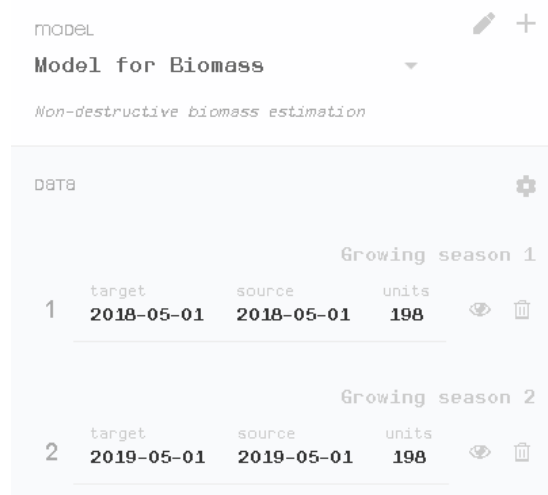 MODEL
Model for Biomass
Non-destructive biomass estimation
DATA
Growing season 1
target source units
1 2018-05-01 2018-05-01 198
Growing season 2
target source units
2 2019-05-01 2019-05-01 198